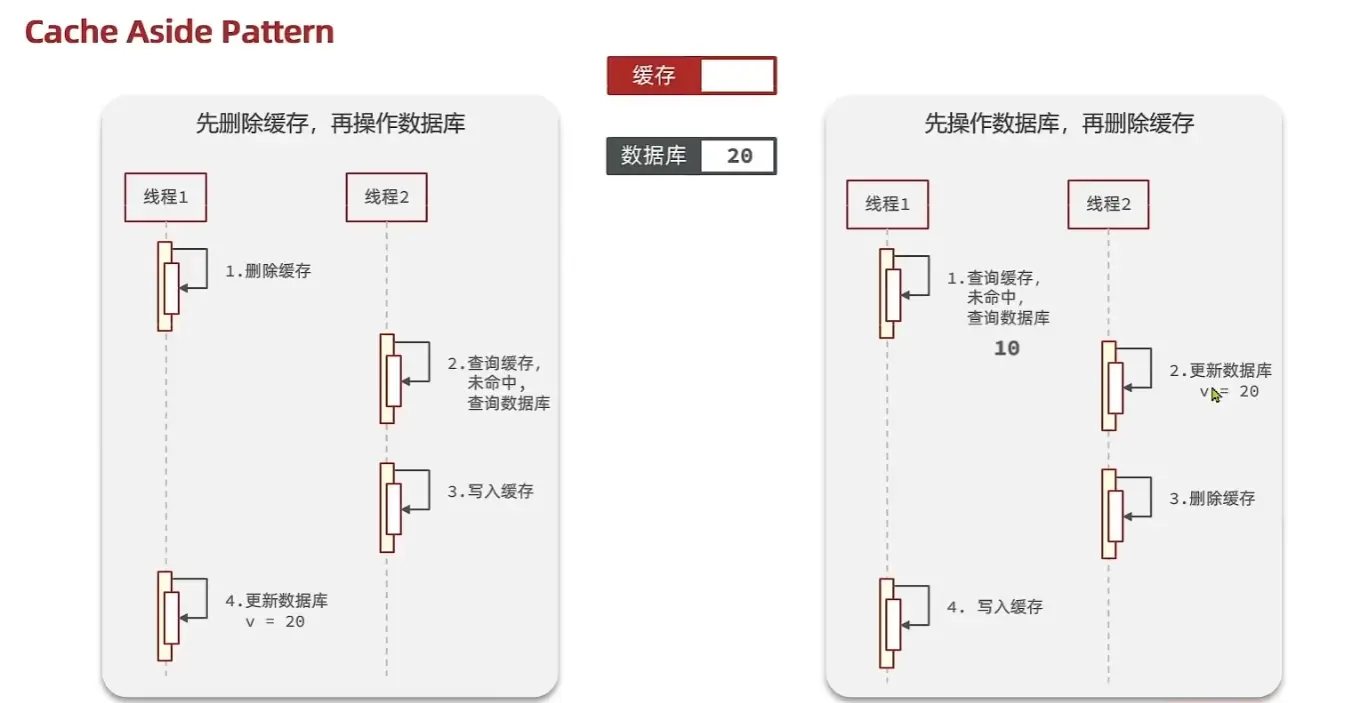 Cache Aside Pattern
缓存
数据库 20
先删除缓存，再操作数据库
线程1
线程2
1.删除缓存
2.查询缓存，
未命中，
查询数据库
3.写入缓存
4.更新数据库
v = 20
先操作数据库，再删除缓存
线程1
线程2
1.查询缓存，
未命中，
查询数据库
10
2.更新数据库
v = 20
3.删除缓存
4. 写入缓存